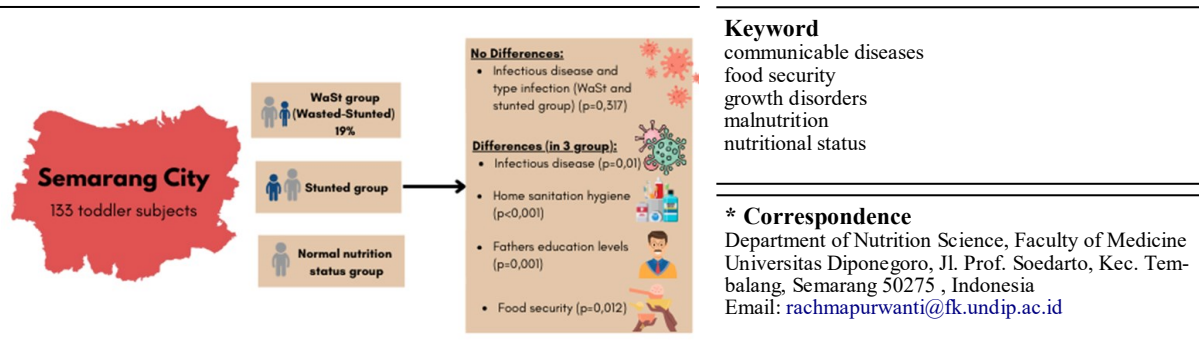 Semarang City
133 toddler subjects
WaSt group
(Wasted-Stunted)
19%
Stunted group
Normal nutrition
status group
No Differences:
• Infectious disease and
type infection (WaSt and
stunted group) (p=0,317)
Differences (in 3 group):
• Infectious disease (p=0,01)
• Home sanitation hygiene
(p<0,001)
• Fathers education levels
(p=0,001)
• Food security (p=0,012)
Keyword
communicable diseases
food security
growth disorders
malnutrition
nutritional status
* Correspondence
Department of Nutrition Science, Faculty of Medicine
Universitas Diponegoro, Jl. Prof. Soedarto, Kec. Tem-
balang, Semarang 50275 , Indonesia
Email: rachmapurwanti@fk.undip.ac.id